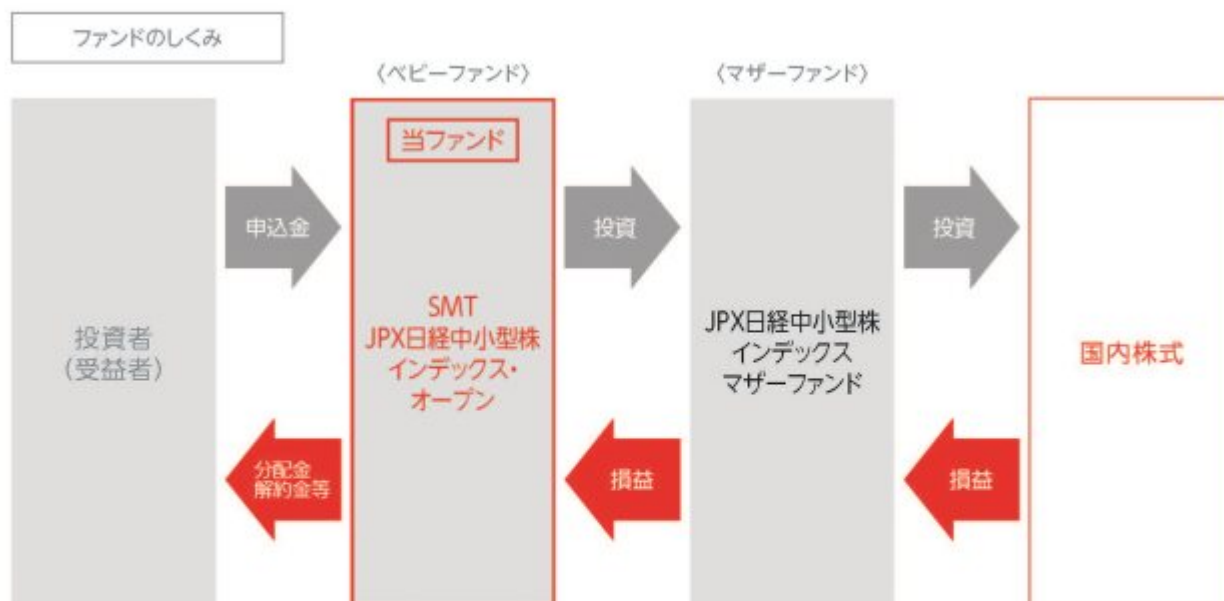 ファンドのしくみ
〈ベビーファンド〉
〈マザーファンド〉
投資者
(受益者)
申込金
分配金
解約金等
当ファンド
SMT
JPX日経中小型株
インデックス・
オープン
投資
損益
JPX日経中小型株
インデックス
マザーファンド
投資
損益
国内株式